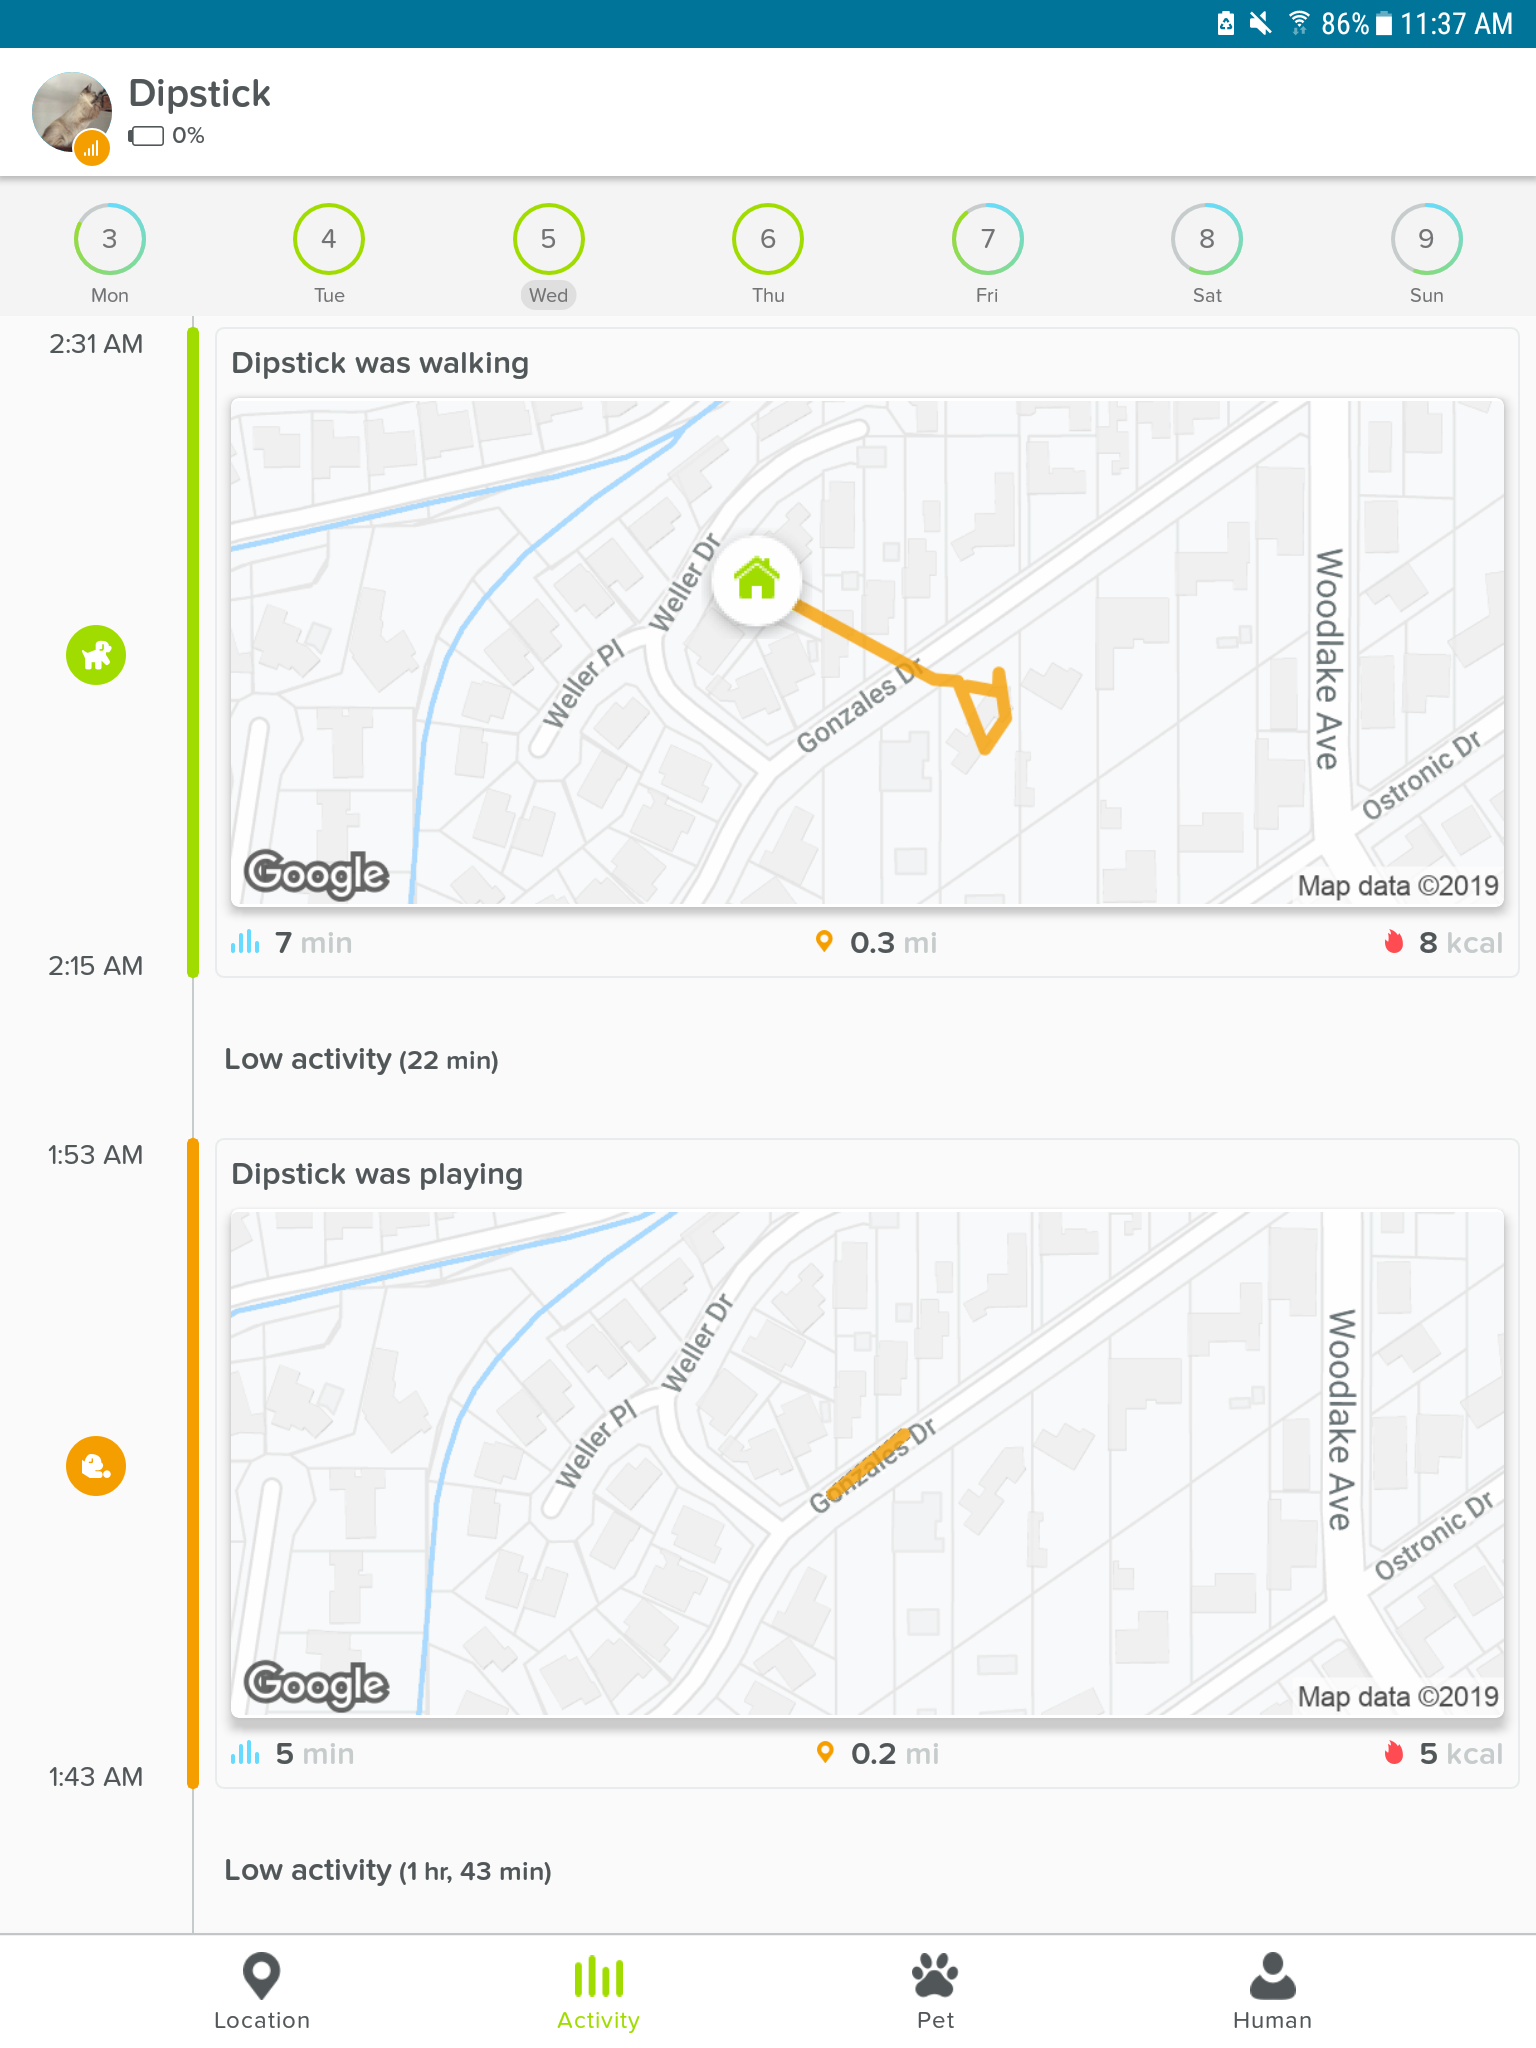 86% 11:37 AM
Dipstick
0%
3 4 5 6 7 8 9
Mon Tue Wed Thu Fri Sat Sun
2:31 AM
Dipstick was walking
Weller Dr
Weller Pl
Gonzales Dr
Woodlake Ave
Ostronic Dr
Google
Map data ©2019
7 min 0.3 mi 8 kcal
2:15 AM
Low activity (22 min)
1:53 AM
Dipstick was playing
Weller Dr
Weller Pl
Gonzales Dr
Woodlake Ave
Ostronic Dr
Google
Map data ©2019
5 min 0.2 mi 5 kcal
1:43 AM
Low activity (1 hr, 43 min)
Location Activity Pet Human